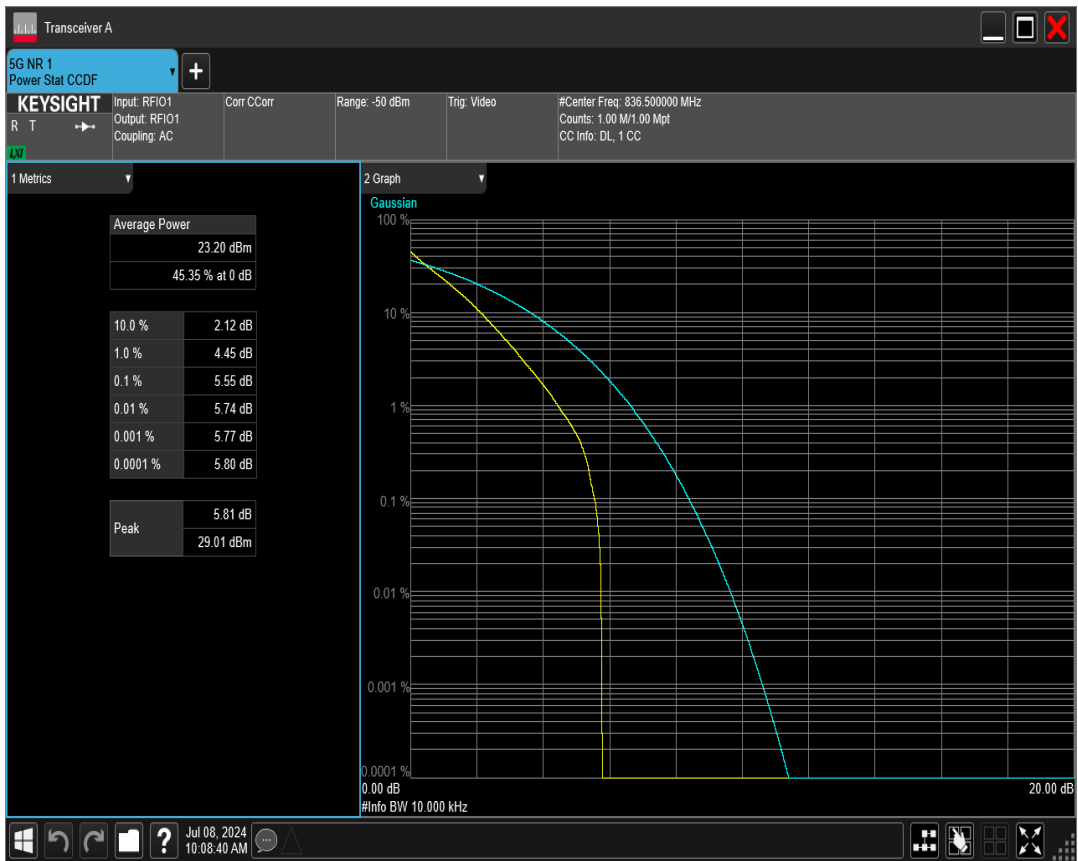 Transceiver A
5G NR 1
Power Stat CCDF
+
KEYSIGHT
R T
LXI
Input: RFIO1
Output: RFIO1
Coupling: AC
Corr CCorr
Range: -50 dBm
Trig: Video
#Center Freq: 836.500000 MHz
Counts: 1.00 M/1.00 Mpt
CC Info: DL, 1 CC
1 Metrics
Average Power
23.20 dBm
45.35 % at 0 dB
10.0 % 2.12 dB
1.0 % 4.45 dB
0.1 % 5.55 dB
0.01 % 5.74 dB
0.001 % 5.77 dB
0.0001 % 5.80 dB
Peak
5.81 dB
29.01 dBm
2 Graph
Gaussian
100 %
10 %
1 %
0.1 %
0.01 %
0.001 %
0.0001 %
0.00 dB 20.00 dB
#Info BW 10.000 kHz
?
Jul 08, 2024
10:08:40 AM